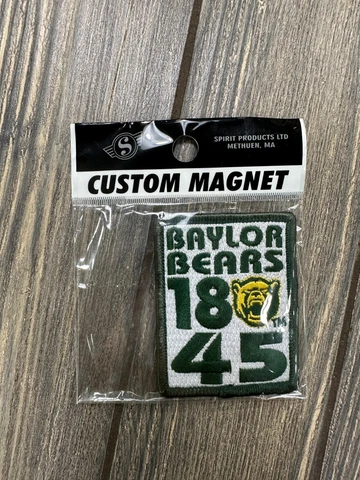 S
SPIRIT PRODUCTS LTD
METHUEN, MA
CUSTOM MAGNET
BAYLOR
BEARS
18
TM
45